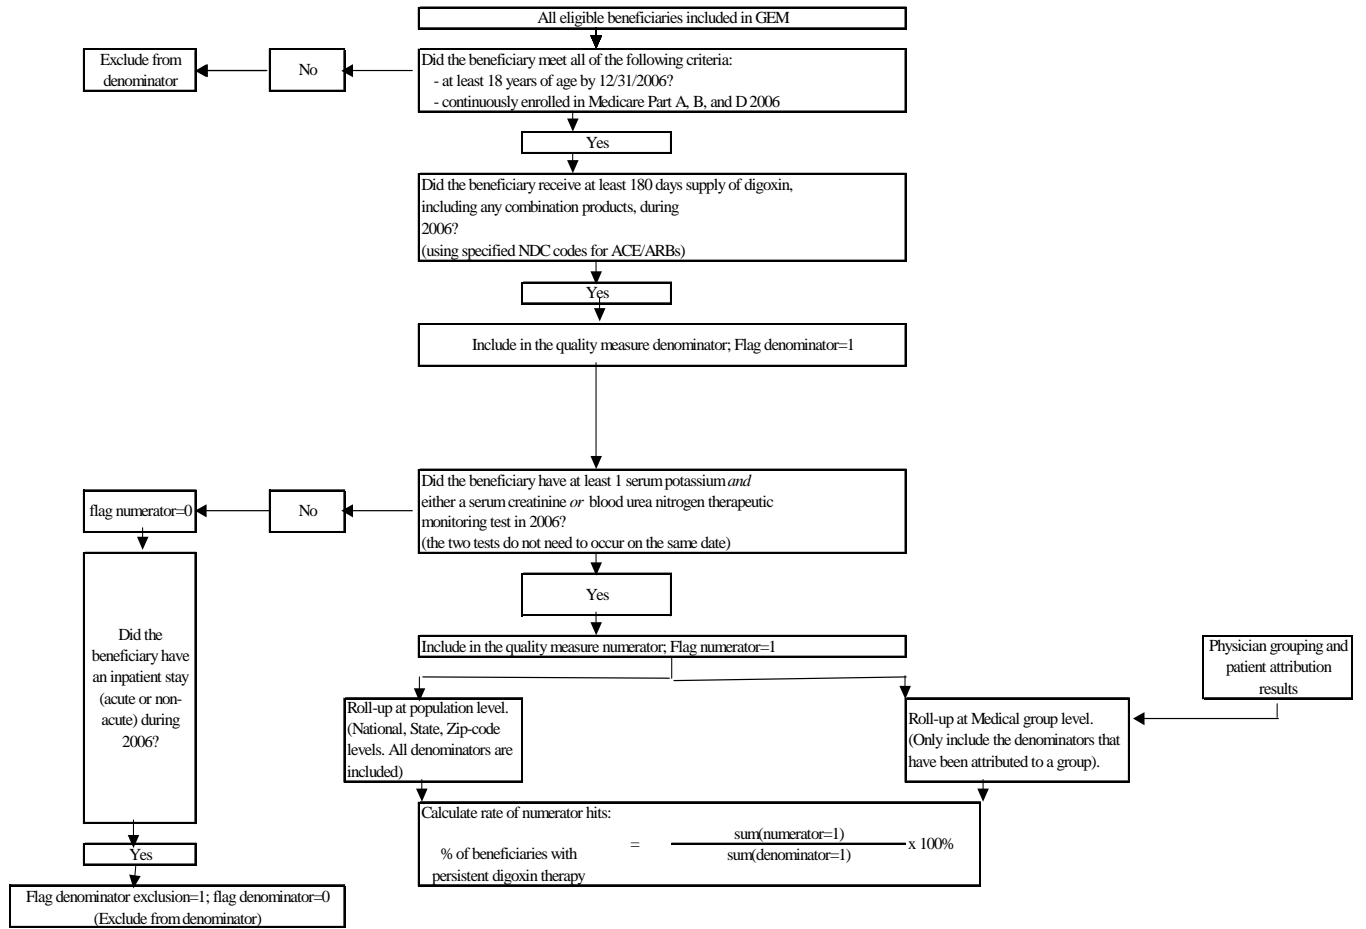 All eligible beneficiaries included in GEM
Exclude from
denominator
No
Did the beneficiary meet all of the following criteria:
- at least 18 years of age by 12/31/2006?
- continuously enrolled in Medicare Part A, B, and D 2006
Yes
Did the beneficiary receive at least 180 days supply of digoxin,
including any combination products, during
2006?
(using specified NDC codes for ACE/ARBs)
Yes
Include in the quality measure denominator; Flag denominator=1
Did the beneficiary have at least 1 serum potassium and
either a serum creatinine or blood urea nitrogen therapeutic
monitoring test in 2006?
(the two tests do not need to occur on the same date)
No
flag numerator=0
Did the
beneficiary have
an inpatient stay
(acute or non-
acute) during
2006?
Yes
Flag denominator exclusion=1; flag denominator=0
(Exclude from denominator)
Yes
Include in the quality measure numerator; Flag numerator=1
Physician grouping and
patient attribution
results
Roll-up at population level.
(National, State, Zip-code
levels. All denominators are
included)
Roll-up at Medical group level.
(Only include the denominators that
have been attributed to a group).
Calculate rate of numerator hits:
% of beneficiaries with
persistent digoxin therapy
=
sum(numerator=1)
sum(denominator=1)
x 100%